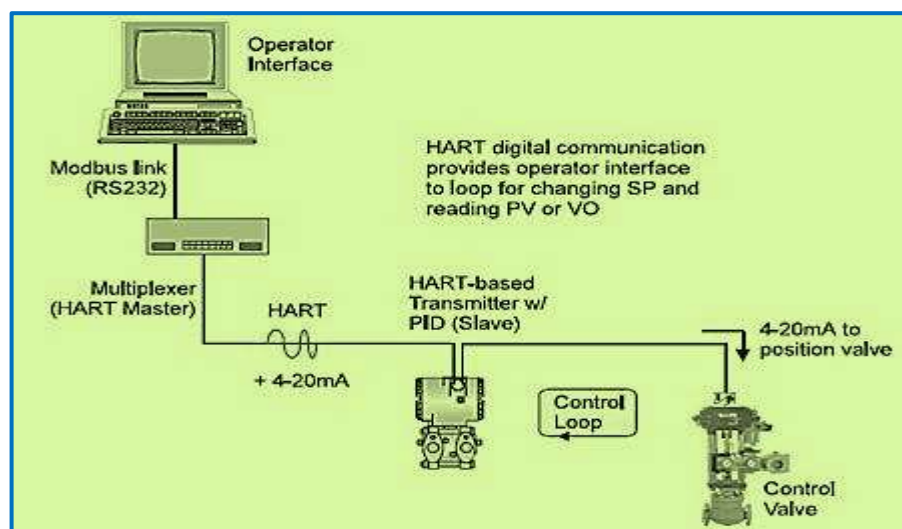 Operator
Interface
Modbus link
(RS232)
HART digital communication
provides operator interface
to loop for changing SP and
reading PV or VO
Multiplexer
(HART Master)
HART
+ 4-20mA
HART-based
Transmitter w/
PID (Slave)
4-20mA to
position valve
Control
Loop
Control
Valve